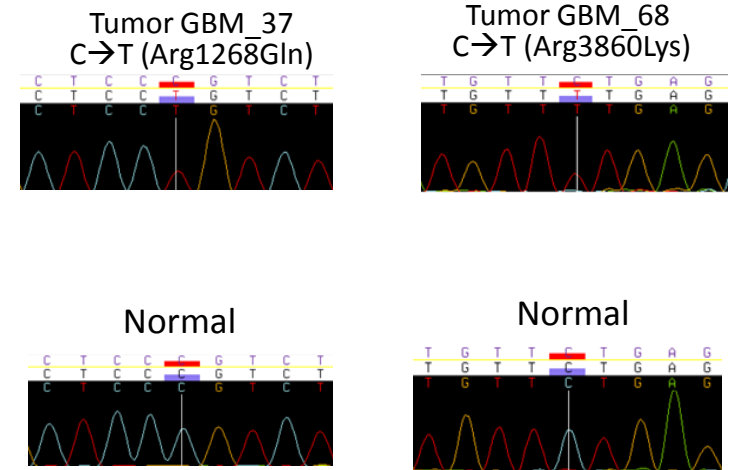 Tumor GBM_37
C→T (Arg1268Gln)
C T C C C G T C T
C T C C T G T C T
C T C C T G T C T
Tumor GBM_68
C→T (Arg3860Lys)
T G T T C T G A G
T G T T T T G A G
T G T T T T G A G
Normal
C T C C C G T C T
C T C C C G T C T
C T C C C G T C T
Normal
T G T T C T G A G
T G T T C T G A G
T G T T C T G A G